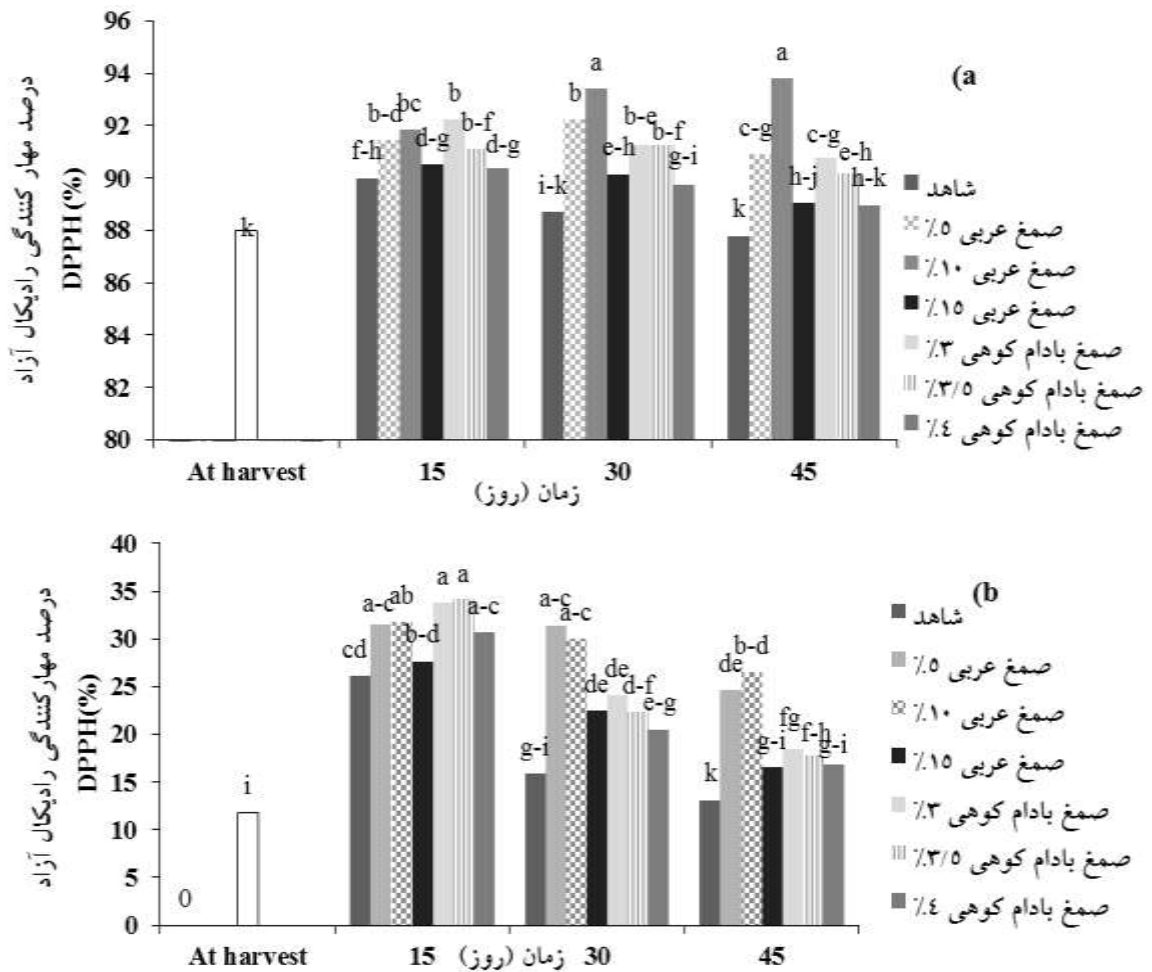 درصد مهار کنندگی رادیکال آزاد
DPPH (%)
96
94
92
90
88
86
84
82
80
k
f-h
b-d
bc
d-g
b
b-f
d-g
i-k
b
a
e-h
b-e
b-f
g-i
k
c-g
a
h-j
c-g
e-h
h-k
At harvest
15
30
45
زمان (روز)
(a
شاهد
صمغ عربی ۵٪
صمغ عربی ۱۰٪
صمغ عربی ۱۵٪
صمغ بادام کوهی ۳٪
صمغ بادام کوهی ۳/۵٪
صمغ بادام کوهی ٤٪
درصد مهارکنندگی رادیکال آزاد
DPPH(%)
40
35
30
25
20
15
10
5
0
0
i
cd
a-c
ab
b-d
a
a
a-c
g-i
a-c
a-c
de
de
d-f
e-g
k
de
b-d
g-i
fg
f-h
g-i
At harvest
15
زمان (روز)
30
45
(b
شاهد
صمغ عربی ۵٪
صمغ عربی ۱۰٪
صمغ عربی ۱۵٪
صمغ بادام کوهی ۳٪
صمغ بادام کوهی ۳/۵٪
صمغ بادام کوهی ٤٪